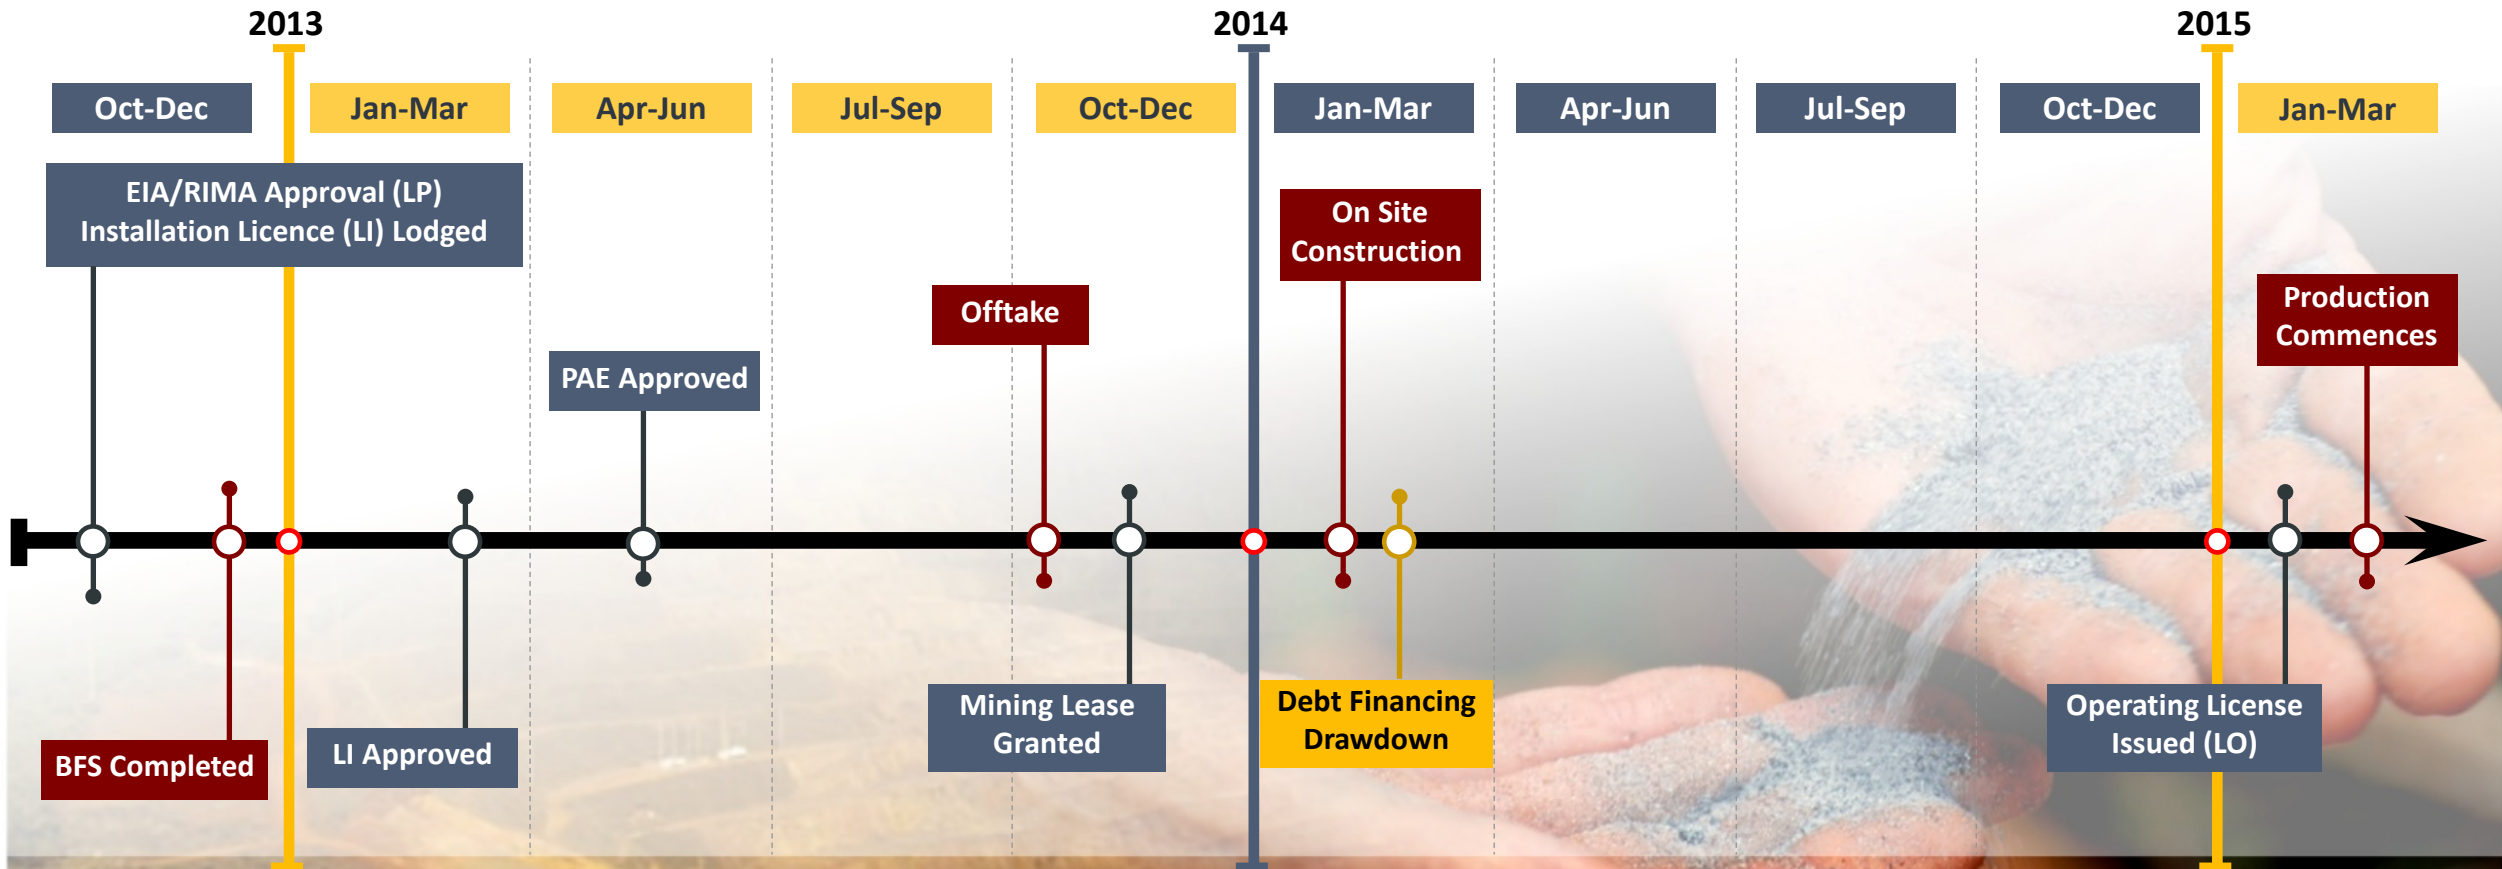 2013
2014
2015
Oct-Dec
Jan-Mar
Apr-Jun
Jul-Sep
Oct-Dec
Jan-Mar
Apr-Jun
Jul-Sep
Oct-Dec
Jan-Mar
EIA/RIMA Approval (LP)
Installation Licence (LI) Lodged
On Site
Construction
Offtake
Production
Commences
PAE Approved
BFS Completed
LI Approved
Mining Lease
Granted
Debt Financing
Drawdown
Operating License
Issued (LO)